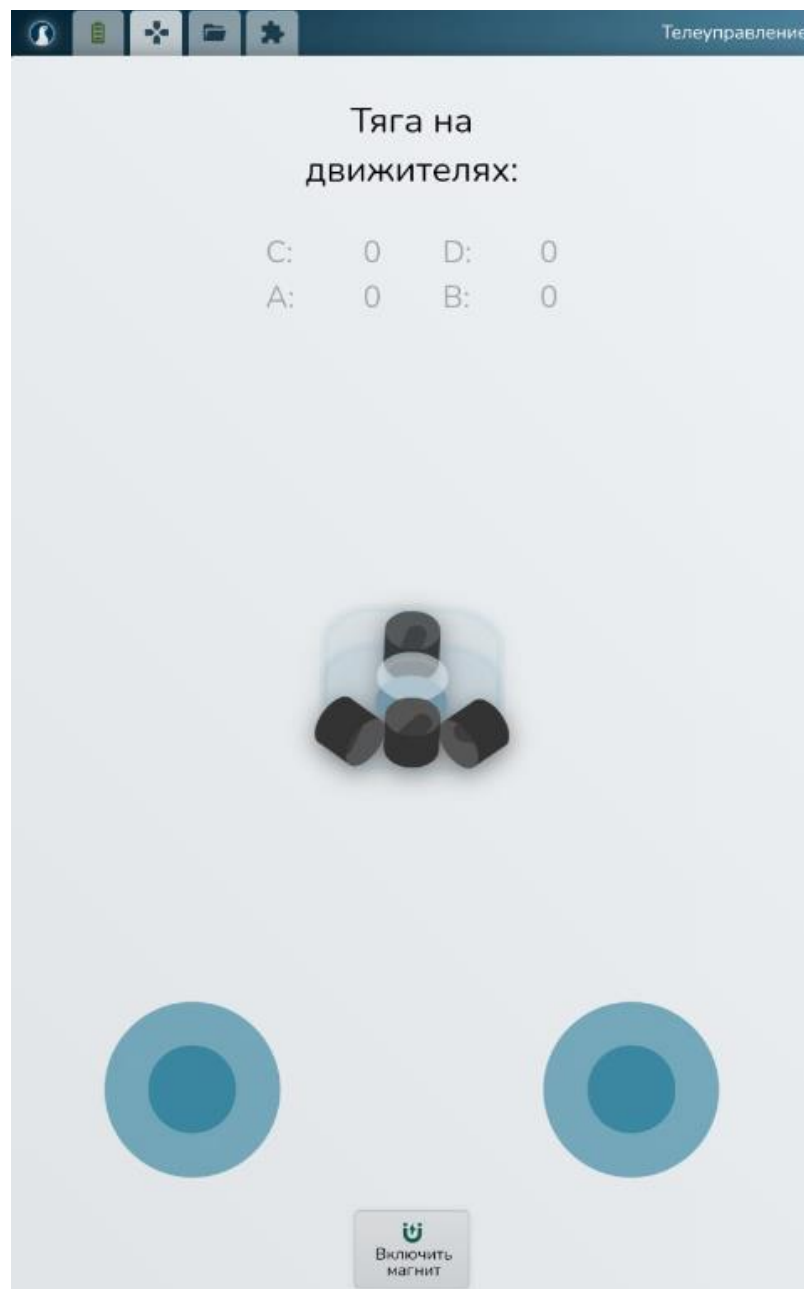 Телеуправление
Тяга на
движителях:
C: 0 D: 0
A: 0 B: 0
Включить
магнит